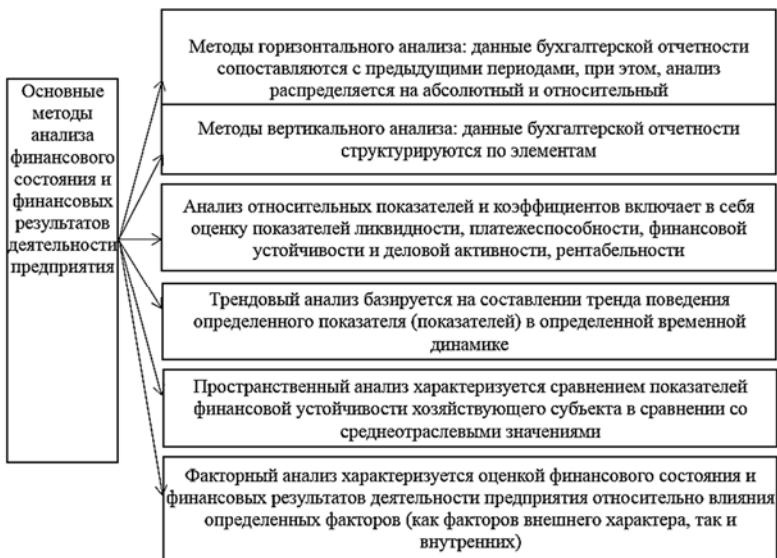 Основные
методы
анализа
финансового
состояния и
финансовых
результатов
деятельности
предприятия
Методы горизонтального анализа: данные бухгалтерской отчетности
сопоставляются с предыдущими периодами, при этом, анализ
распределяется на абсолютный и относительный
Методы вертикального анализа: данные бухгалтерской отчетности
структурируются по элементам
Анализ относительных показателей и коэффициентов включает в себя
оценку показателей ликвидности, платежеспособности, финансовой
устойчивости и деловой активности, рентабельности
Трендовый анализ базируется на составлении тренда поведения
определенного показателя (показателей) в определенной временной
динамике
Пространственный анализ характеризуется сравнением показателей
финансовой устойчивости хозяйствующего субъекта в сравнении со
среднеотраслевыми значениями
Факторный анализ характеризуется оценкой финансового состояния и
финансовых результатов деятельности предприятия относительно влияния
определенных факторов (как факторов внешнего характера, так и
внутренних)